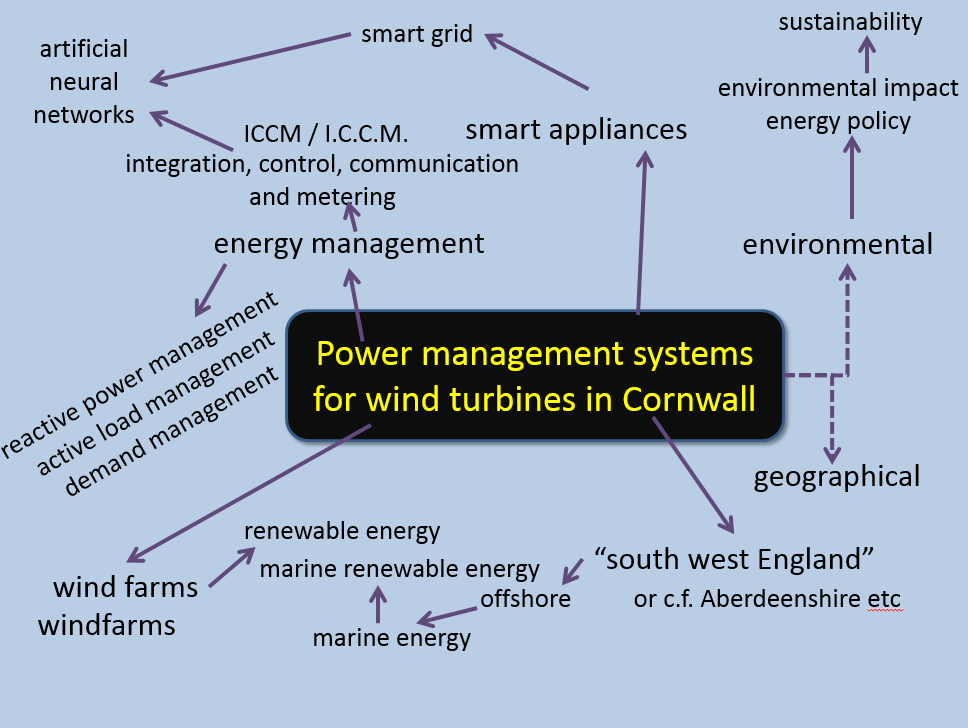 sustainability
smart grid
artificial
neural
networks
environmental impact
energy policy
ICCM / I.C.C.M.
integration, control, communication
and metering
smart appliances
energy management
environmental
reactive power management
active load management
demand management
Power management systems
for wind turbines in Cornwall
geographical
renewable energy
marine renewable energy
wind farms
windfarms
“south west England”
or c.f. Aberdeenshire etc
offshore
marine energy